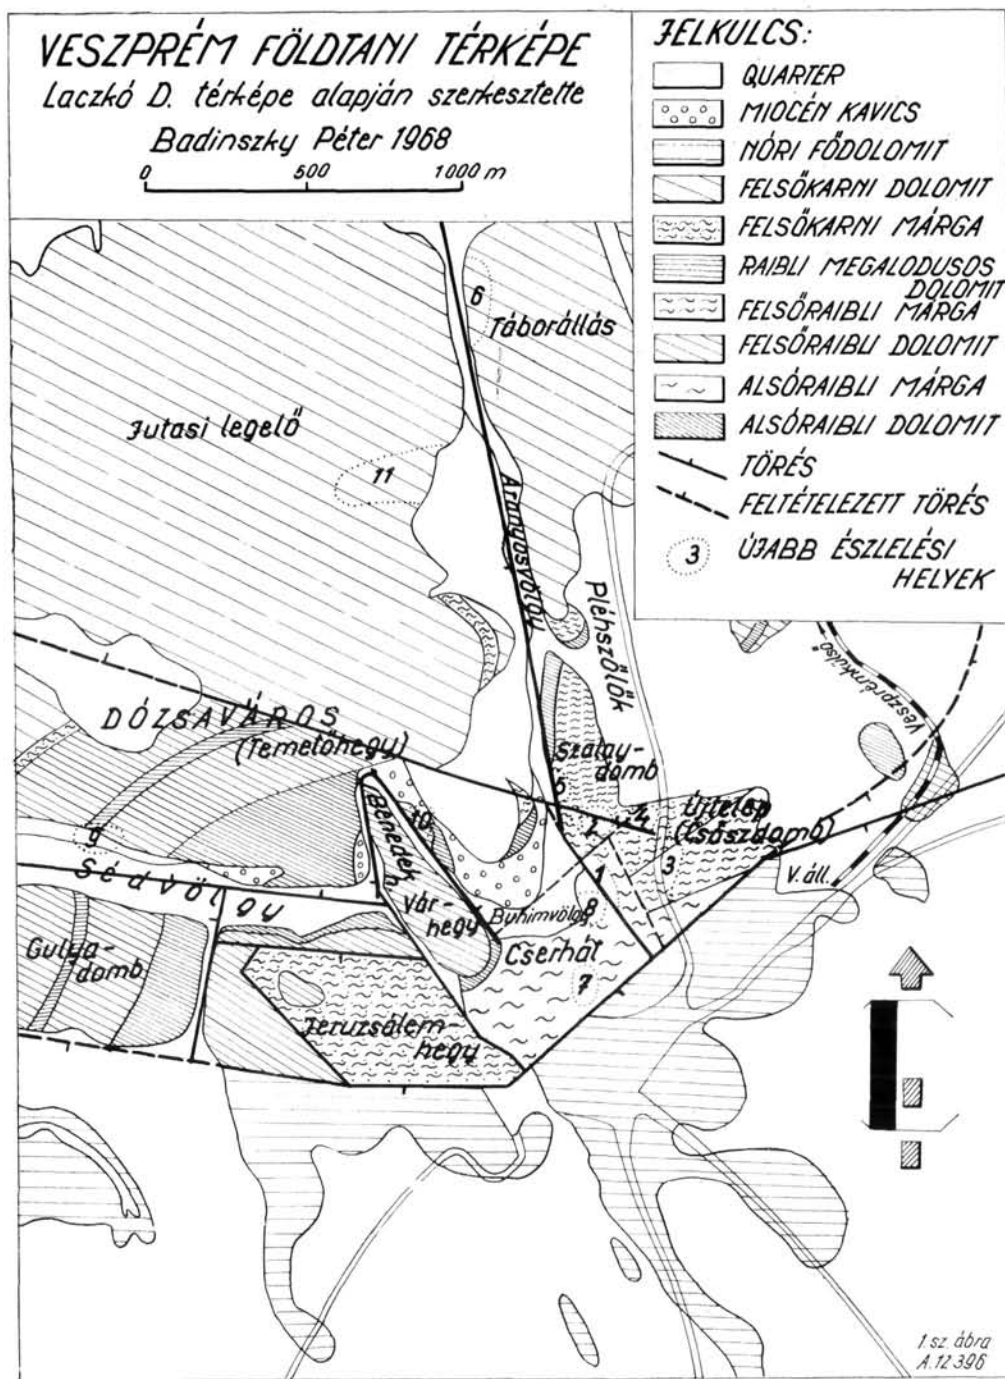 VESZPRÉM FÖLDTANI TÉRKÉPE
Laczkó D. térképe alapján szerkesztette
Badinszky Péter 1968
0 500 1000 m
JELKULCS:
QUARTER
MIOCÉN KAVICS
NÓRI FŐDOLOMIT
FELSŐKARNI DOLOMIT
FELSŐKARNI MÁRGA
RAIBLI MEGALODUSOS
DOLOMIT
FELSŐRAIBLI MÁRGA
FELSŐRAIBLI DOLOMIT
ALSÓRAIBLI MÁRGA
ALSÓRAIBLI DOLOMIT
TÖRÉS
FELTÉTELEZETT TÖRÉS
3 ÚJABB ÉSZLELÉSI
HELYEK
6
Táborállás
Jutasi legelő
11
Aranyosvölgy
Pléhszőlők
Veszprémkülső
DÓZSAVÁROS
(Temetőhegy)
Szalay-
domb
5
Benedek h.
10
2
4
Újtelep
(Csőszdomb)
9
Sédvölgy
3
V. áll.
1
Vár-
hegy
Buhimvölgy
8
Gulya-
domb
Cserhát
7
Jeruzsálem-
hegy
1. sz. ábra
A.12.396